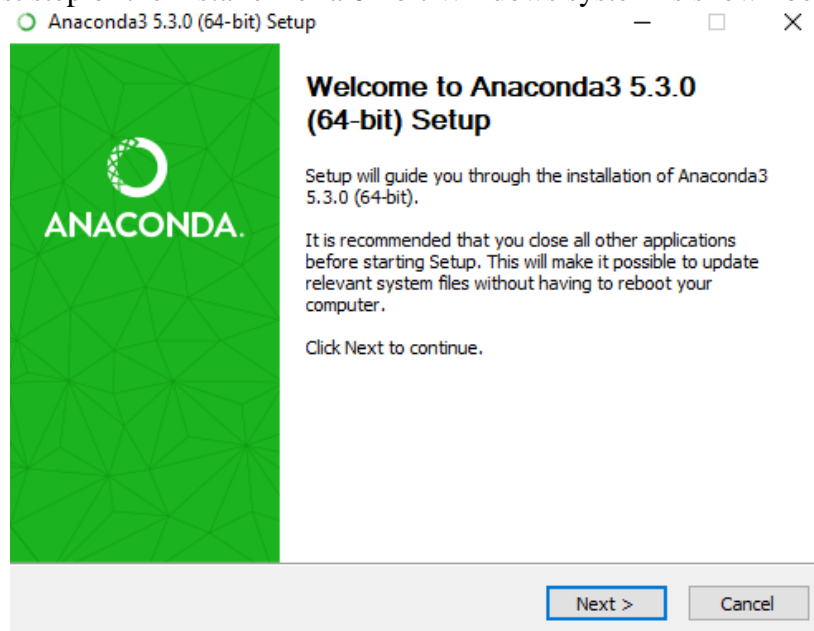 Anaconda3 5.3.0 (64-bit) Setup
Welcome to Anaconda3 5.3.0
(64-bit) Setup
Setup will guide you through the installation of Anaconda3
5.3.0 (64-bit).
It is recommended that you close all other applications
before starting Setup. This will make it possible to update
relevant system files without having to reboot your
computer.
Click Next to continue.
ANACONDA.
Next >
Cancel